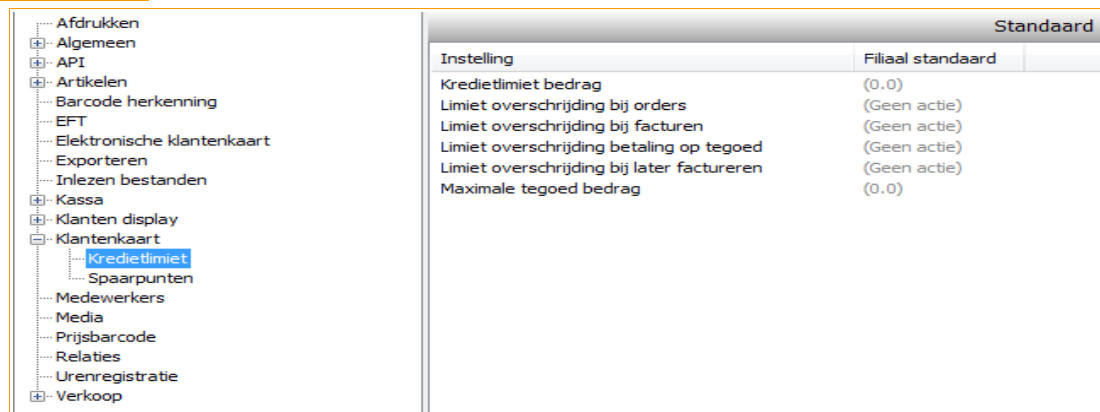 Afdrukken
Algemeen
API
Artikelen
Barcode herkenning
EFT
Elektronische klantenkaart
Exporteren
Inlezen bestanden
Kassa
Klanten display
Klantenkaart
Kredietlimiet
Spaarpunten
Medewerkers
Media
Prijsbarcode
Relaties
Urenregistratie
Verkoop
Standaard
Instelling Filiaal standaard
Kredietlimiet bedrag (0.0)
Limiet overschrijding bij orders (Geen actie)
Limiet overschrijding bij facturen (Geen actie)
Limiet overschrijding betaling op tegoed (Geen actie)
Limiet overschrijding bij later factureren (Geen actie)
Maximale tegoed bedrag (0.0)